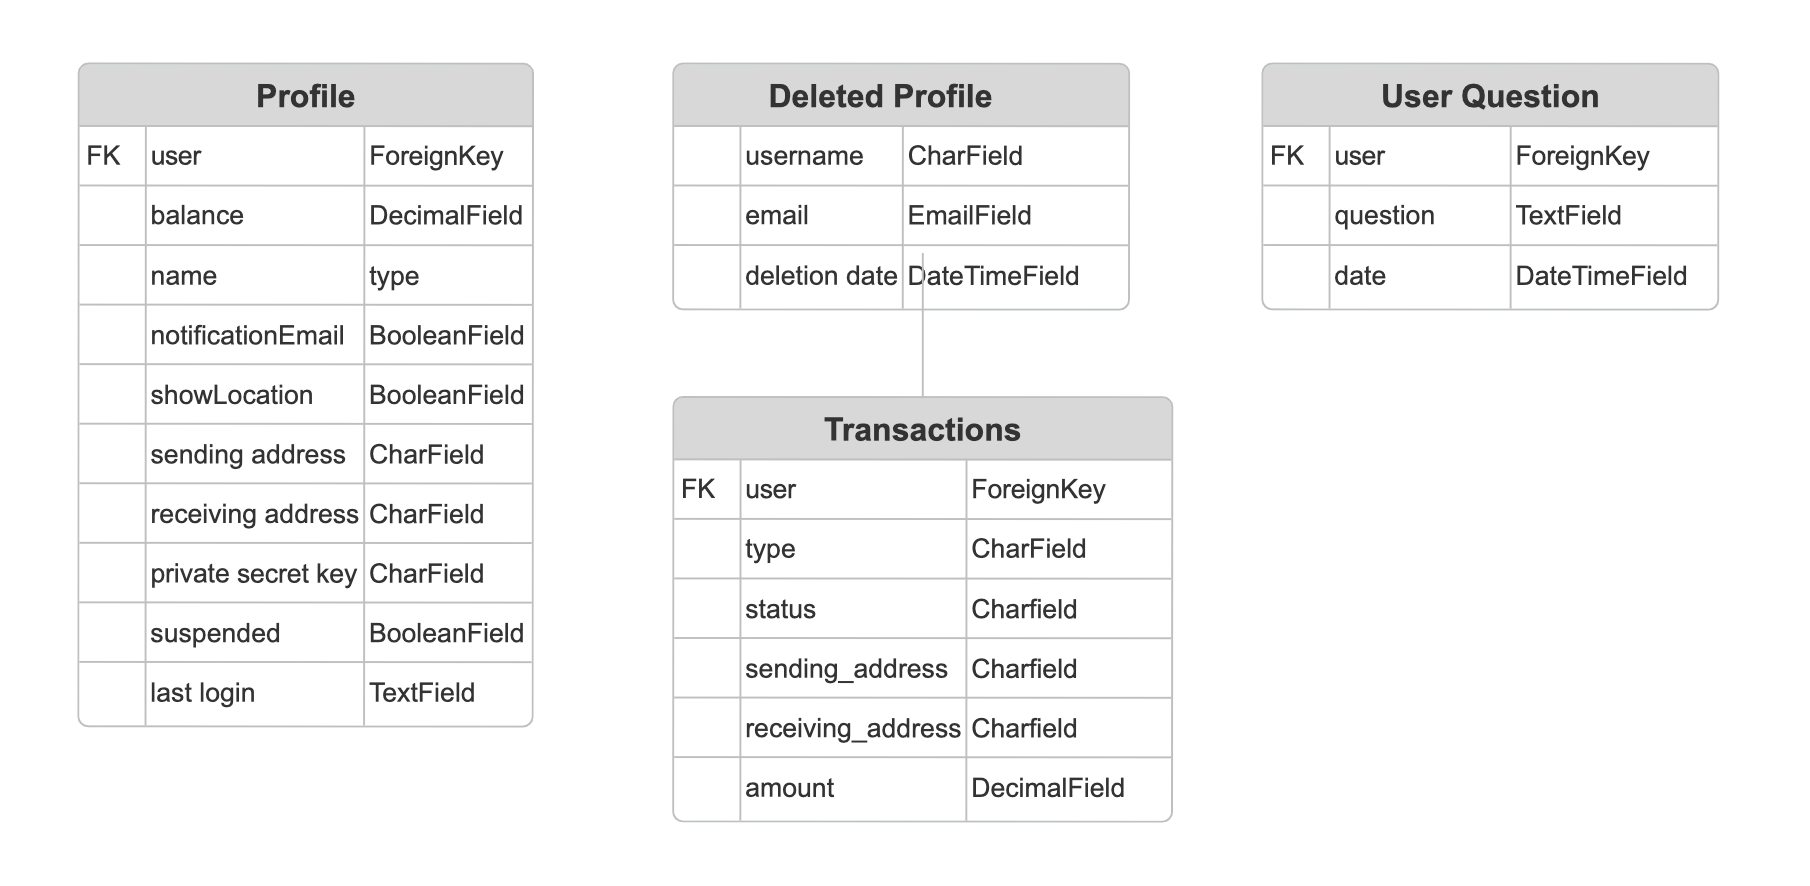 Profile
FK user ForeignKey
balance DecimalField
name type
notificationEmail BooleanField
showLocation BooleanField
sending address CharField
receiving address CharField
private secret key CharField
suspended BooleanField
last login TextField
Deleted Profile
username CharField
email EmailField
deletion date DateTimeField
Transactions
FK user ForeignKey
type CharField
status Charfield
sending_address Charfield
receiving_address Charfield
amount DecimalField
User Question
FK user ForeignKey
question TextField
date DateTimeField